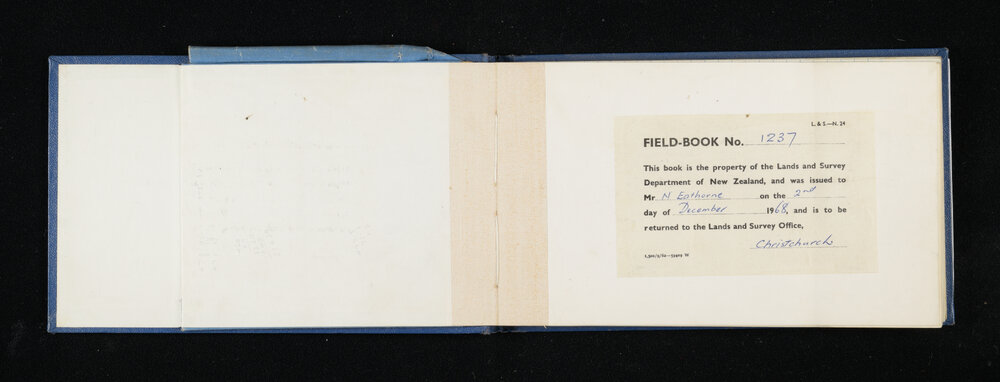 L. & S.—N. 24
FIELD-BOOK No. 1237
This book is the property of the Lands and Survey
Department of New Zealand, and was issued to
Mr N Eathorne on the 2nd
day of December 1968, and is to be
returned to the Lands and Survey Office,
Christchurch